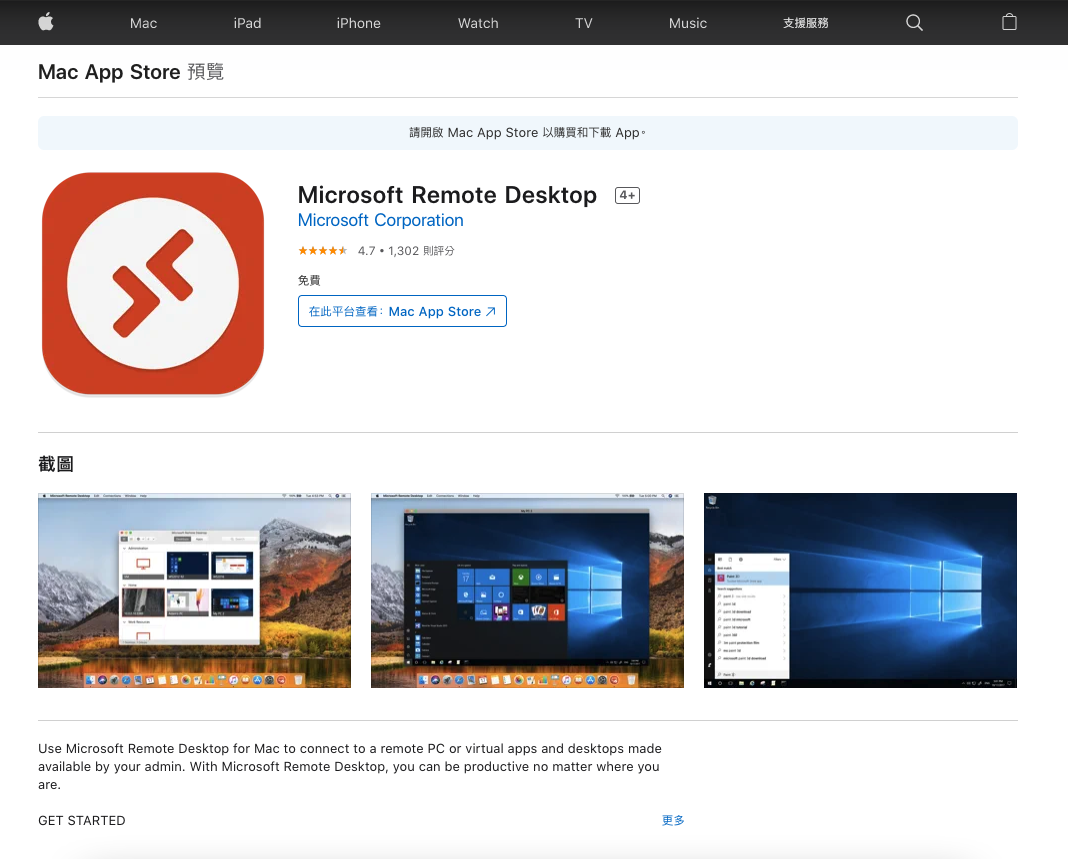 Mac
iPad
iPhone
Watch
TV
Music
支援服務
Mac App Store 預覽
請開啟 Mac App Store 以購買和下載 App。
Microsoft Remote Desktop 4+
Microsoft Corporation
4.7 • 1,302 則評分
免費
在此平台查看：Mac App Store
截圖
Use Microsoft Remote Desktop for Mac to connect to a remote PC or virtual apps and desktops made
available by your admin. With Microsoft Remote Desktop, you can be productive no matter where you
are.
GET STARTED
更多